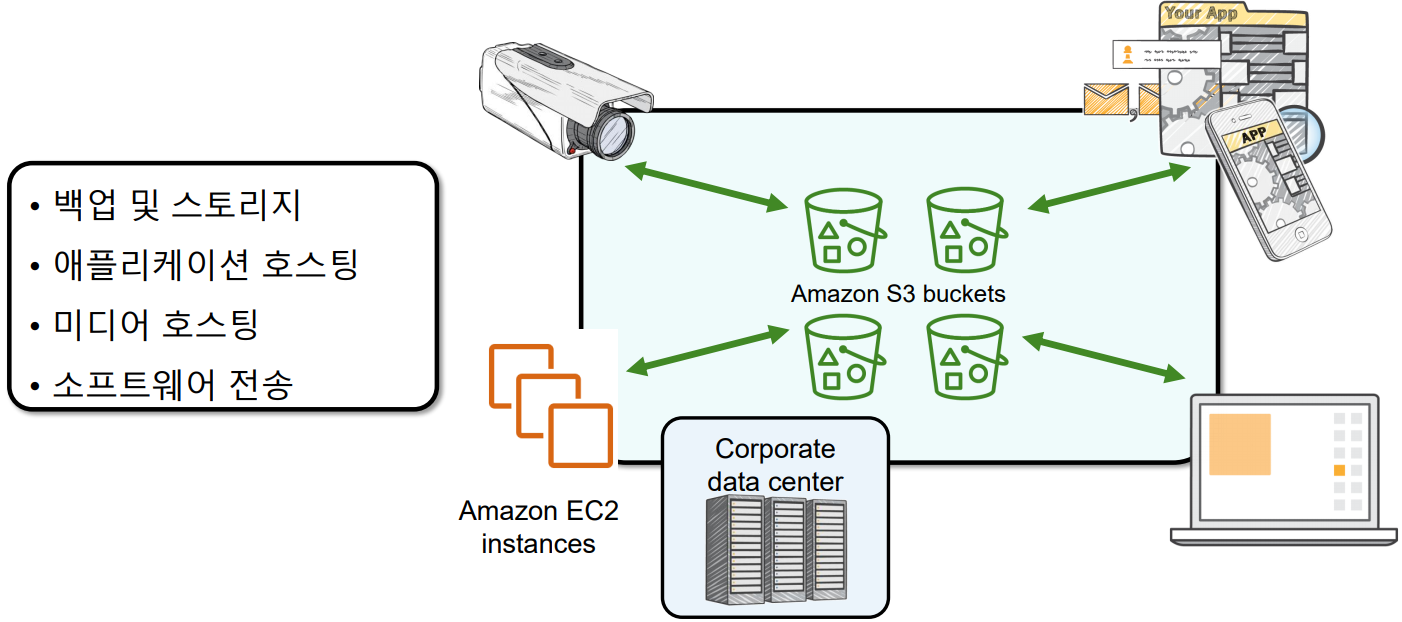 • 백업 및 스토리지
• 애플리케이션 호스팅
• 미디어 호스팅
• 소프트웨어 전송
Your App
APP
Amazon S3 buckets
Corporate
data center
Amazon EC2
instances